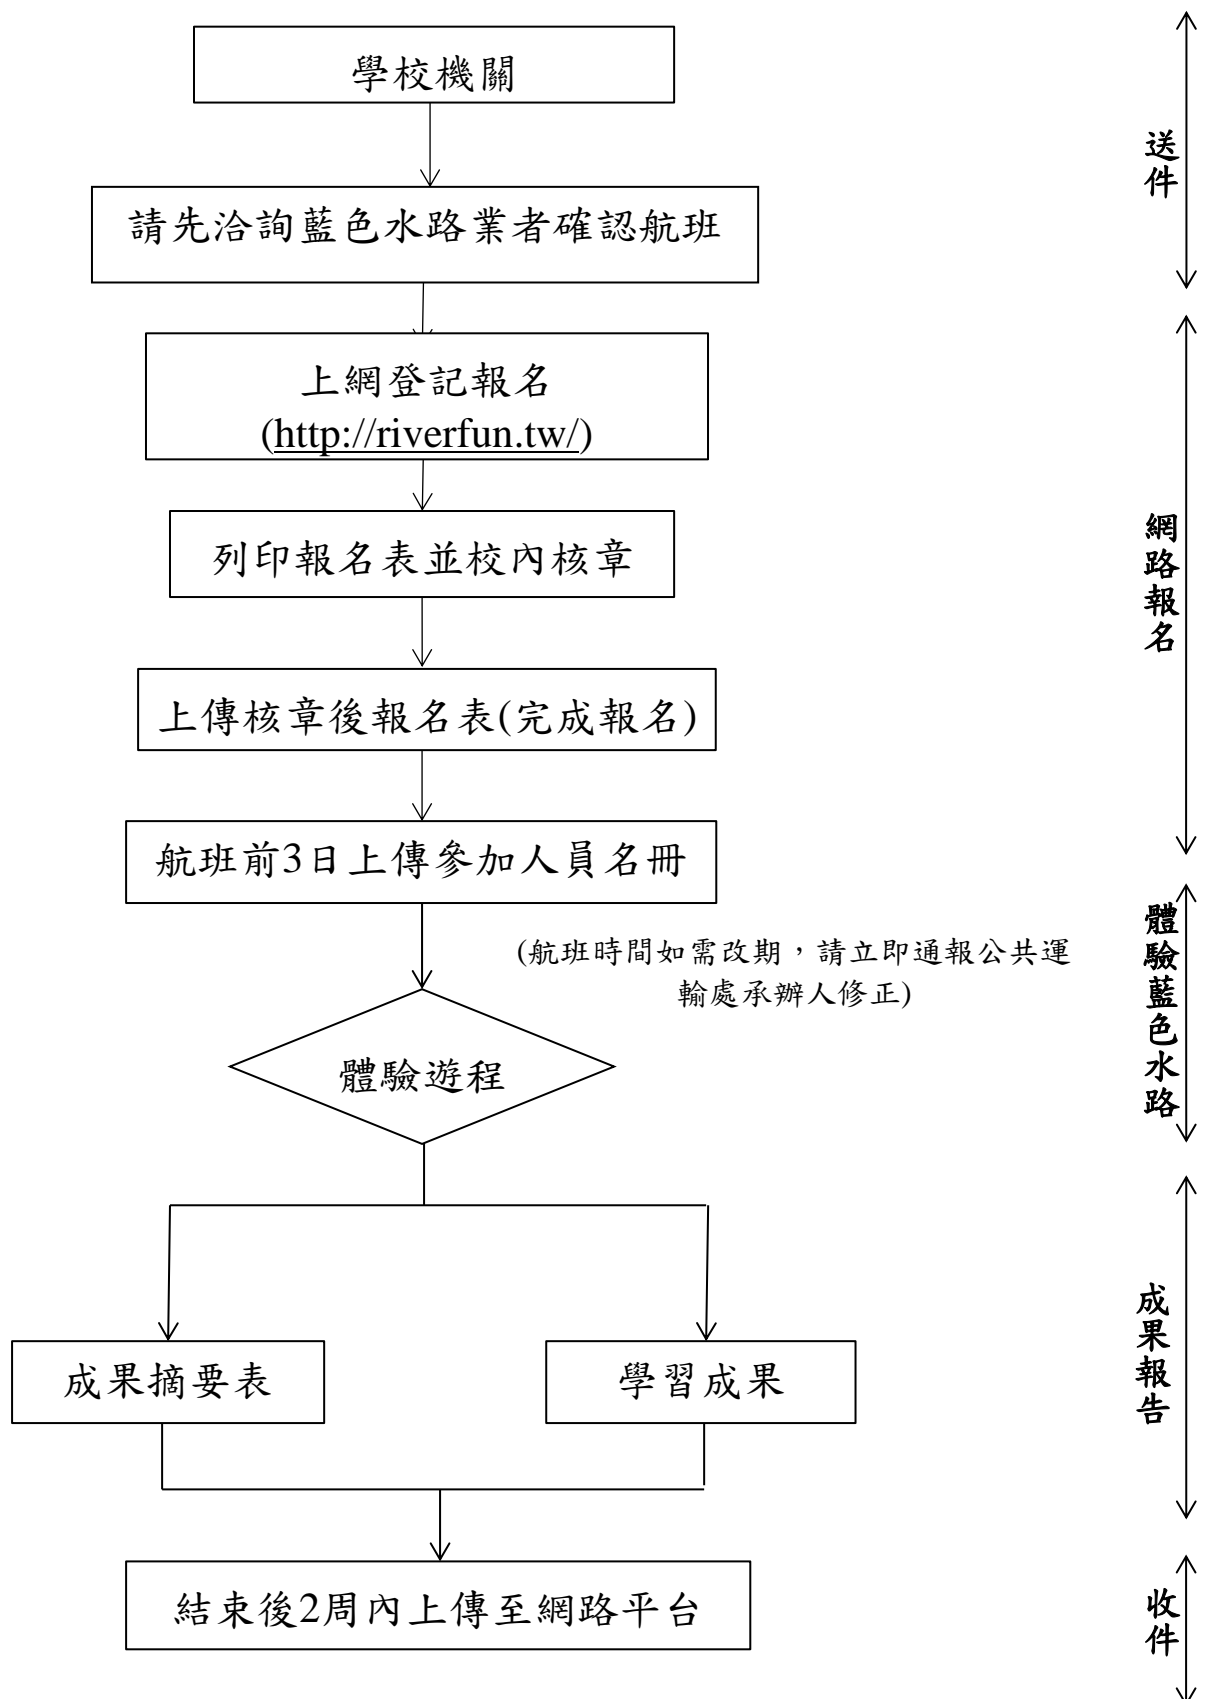 學校機關
送件
請先洽詢藍色水路業者確認航班
上網登記報名
(http://riverfun.tw/)
網路報名
列印報名表並校內核章
上傳核章後報名表(完成報名)
航班前3日上傳參加人員名冊
(航班時間如需改期，請立即通報公共運
輸處承辦人修正)
體驗藍色水路
體驗遊程
成果摘要表
學習成果
成果報告
結束後2周內上傳至網路平台
收件